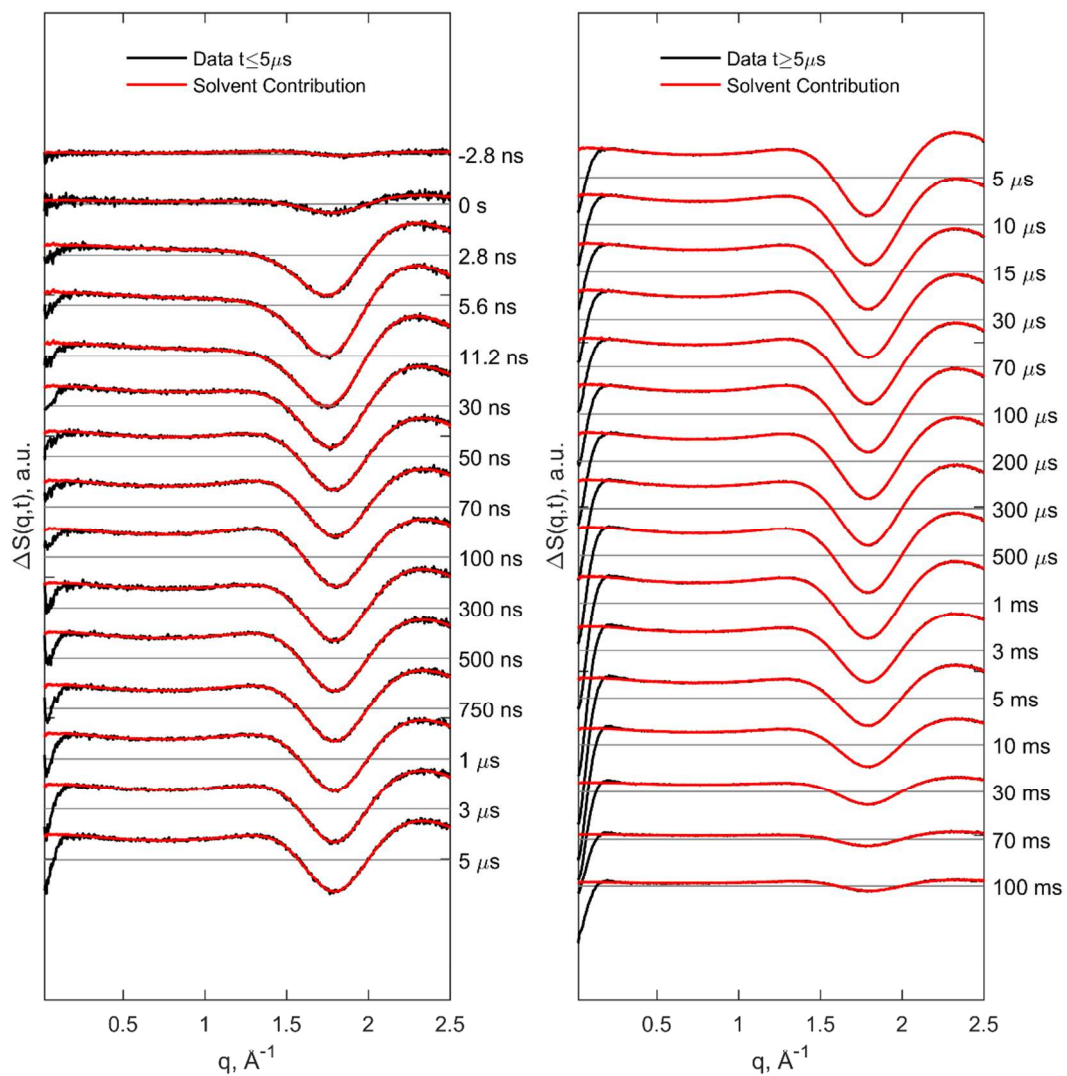 Data t≤5μs
Solvent Contribution
-2.8 ns
0 s
2.8 ns
5.6 ns
11.2 ns
30 ns
50 ns
70 ns
100 ns
300 ns
500 ns
750 ns
1 μs
3 μs
5 μs
ΔS(q,t), a.u.
0.5 1 1.5 2 2.5
q, Å⁻¹
Data t≥5μs
Solvent Contribution
5 μs
10 μs
15 μs
30 μs
70 μs
100 μs
200 μs
300 μs
500 μs
1 ms
3 ms
5 ms
10 ms
30 ms
70 ms
100 ms
ΔS(q,t), a.u.
0.5 1 1.5 2 2.5
q, Å⁻¹